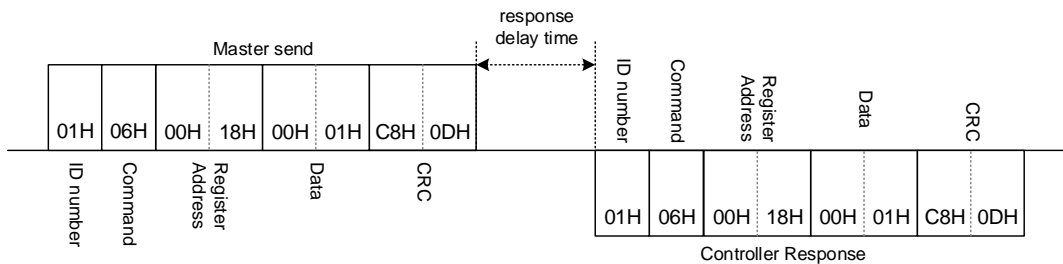 response
delay time
Master send
01H 06H 00H 18H 00H 01H C8H 0DH
ID number
Command
Register
Address
Data
CRC
ID number
Command
Register
Address
Data
CRC
01H 06H 00H 18H 00H 01H C8H 0DH
Controller Response